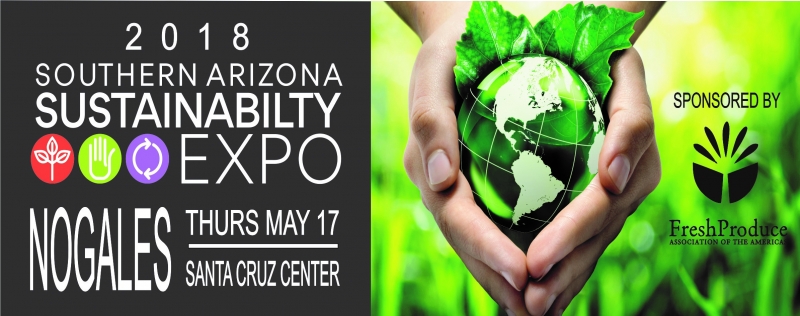 2018
SOUTHERN ARIZONA
SUSTAINABILTY
EXPO
NOGALES
THURS MAY 17
SANTA CRUZ CENTER
SPONSORED BY
FreshProduce
ASSOCIATION OF THE AMERICA